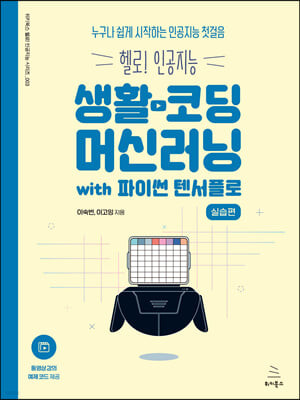 누구나 쉽게 시작하는 인공지능 첫걸음
헬로! 인공지능
생활코딩
머신러닝
with 파이썬 텐서플로
실습편
이숙번, 이고잉 지음
동영상 강의
예제 코드 제공
위키북스